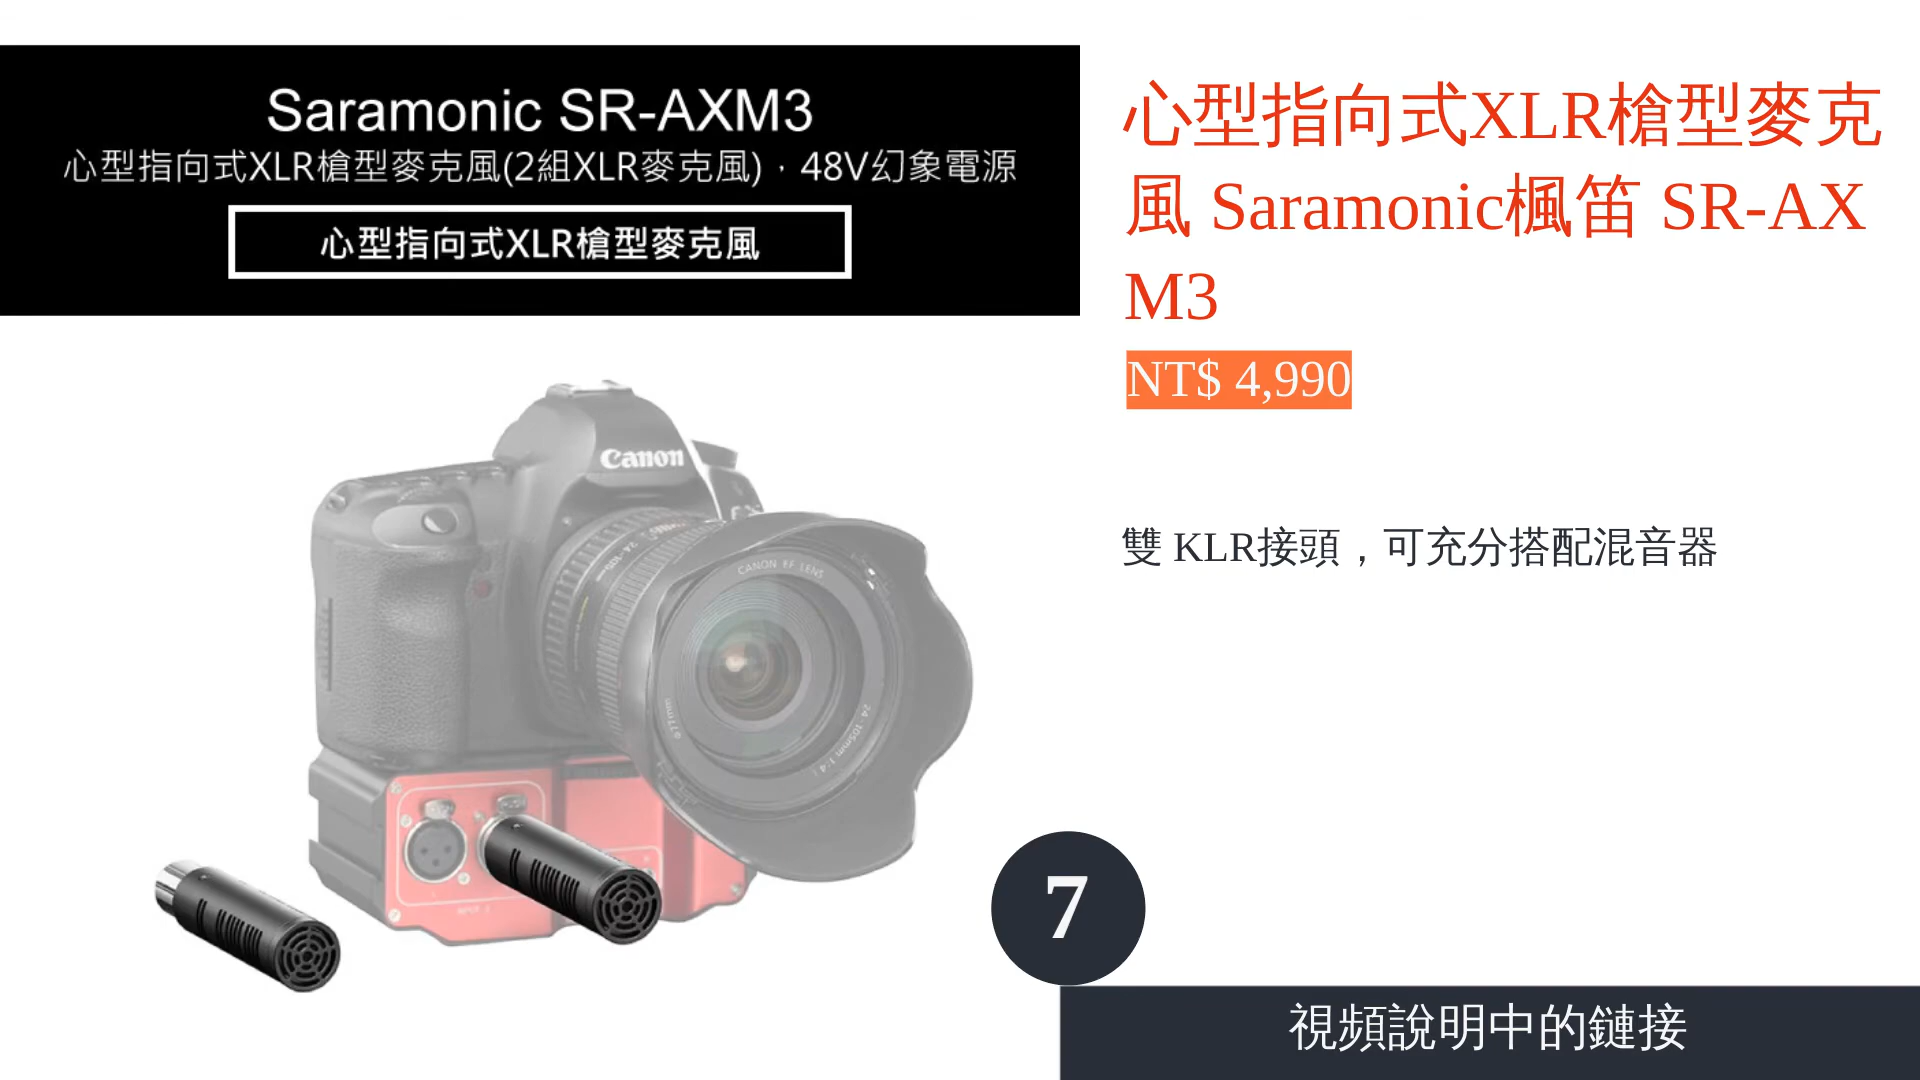 Saramonic SR-AXM3
心型指向式XLR槍型麥克風(2組XLR麥克風)，48V幻象電源
心型指向式XLR槍型麥克風
心型指向式XLR槍型麥克
風 Saramonic楓笛 SR-AX
M3
NT$ 4,990
雙 KLR接頭，可充分搭配混音器
Canon
CANON EF LENS
7
視頻說明中的鏈接